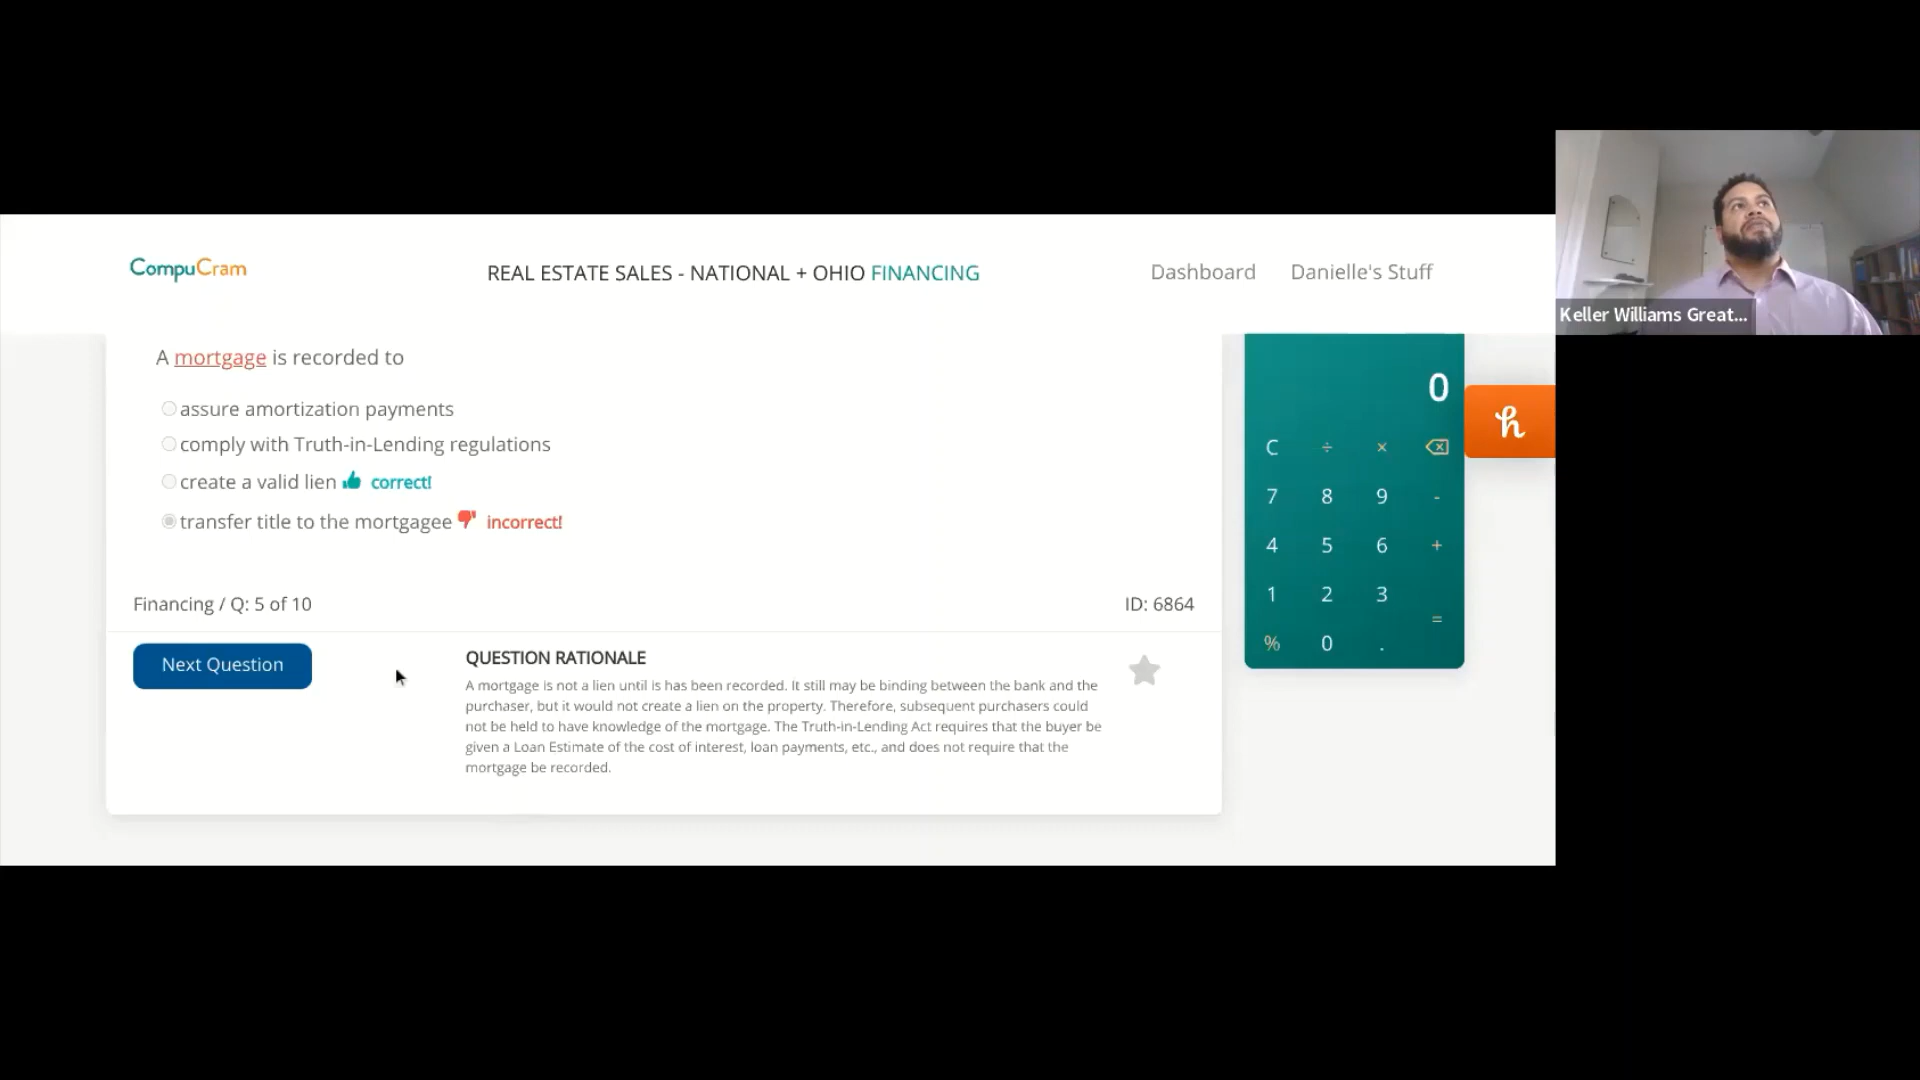 CompuCram
REAL ESTATE SALES - NATIONAL + OHIO FINANCING
Dashboard
Danielle's Stuff
Keller Williams Great...
A mortgage is recorded to
assure amortization payments
comply with Truth-in-Lending regulations
create a valid lien correct!
transfer title to the mortgagee incorrect!
Financing / Q: 5 of 10
ID: 6864
Next Question
QUESTION RATIONALE
A mortgage is not a lien until is has been recorded. It still may be binding between the bank and the
purchaser, but it would not create a lien on the property. Therefore, subsequent purchasers could
not be held to have knowledge of the mortgage. The Truth-in-Lending Act requires that the buyer be
given a Loan Estimate of the cost of interest, loan payments, etc., and does not require that the
mortgage be recorded.
0
C ÷ ×
7 8 9 -
4 5 6 +
1 2 3
=
% 0 .
h